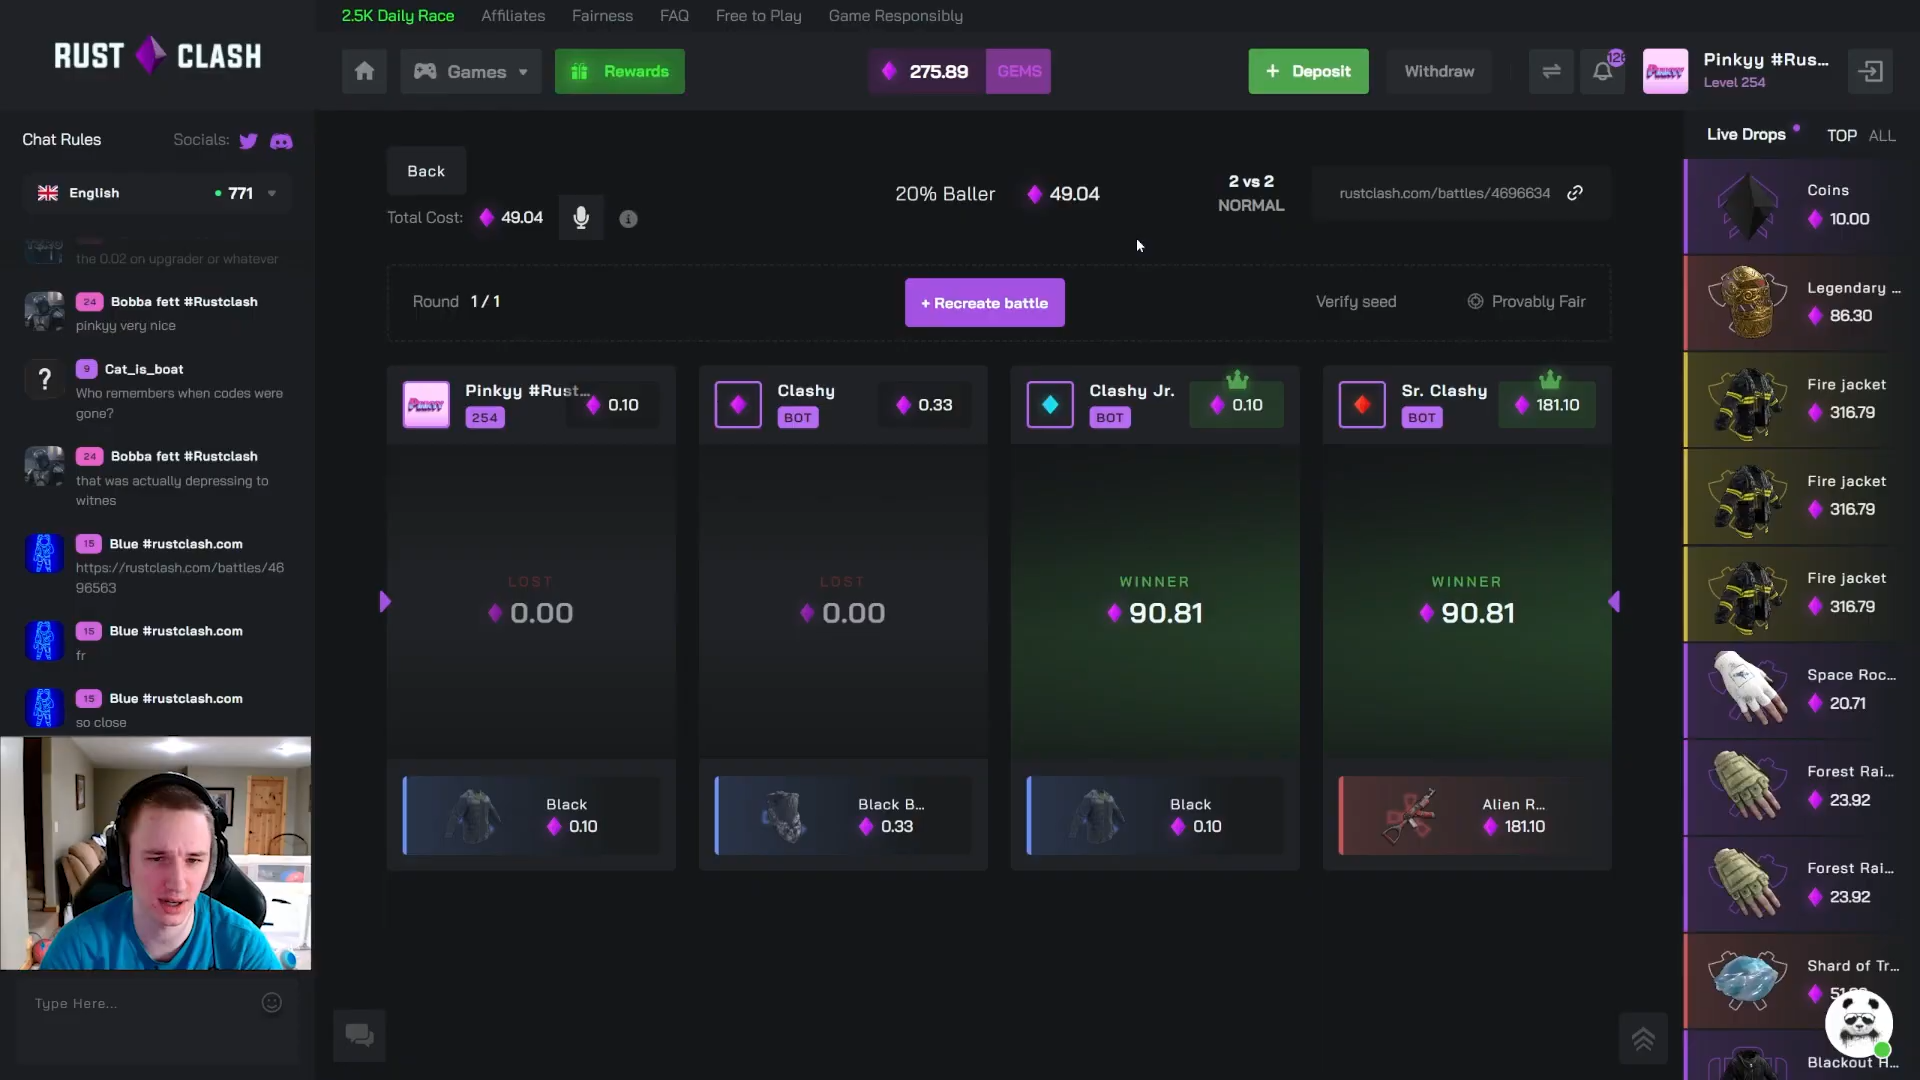 2.5K Daily Race
Affiliates
Fairness
FAQ
Free to Play
Game Responsibly
RUST CLASH
Games
Rewards
275.89
GEMS
+ Deposit
Withdraw
Pinkyy #Rus...
Level 254
Chat Rules
Socials:
English
771
the 0.02 on upgrader or whatever
24 Bobba fett #Rustclash
pinkyy very nice
9 Cat_is_boat
Who remembers when codes were
gone?
24 Bobba fett #Rustclash
that was actually depressing to
witnes
15 Blue #rustclash.com
https://rustclash.com/battles/46
96563
15 Blue #rustclash.com
fr
15 Blue #rustclash.com
so close
Type Here...
Back
Total Cost: 49.04
20% Baller 49.04
2 vs 2
NORMAL
rustclash.com/battles/4696634
Round 1 / 1
+ Recreate battle
Verify seed
Provably Fair
Pinkyy #Rust...
254
0.10
LOST
0.00
Black
0.10
Clashy
BOT
0.33
LOST
0.00
Black B...
0.33
Clashy Jr.
BOT
0.10
WINNER
90.81
Black
0.10
Sr. Clashy
BOT
181.10
WINNER
90.81
Alien R...
181.10
Live Drops
TOP
ALL
Coins
10.00
Legendary ...
86.30
Fire jacket
316.79
Fire jacket
316.79
Fire jacket
316.79
Space Roc...
20.71
Forest Rai...
23.92
Forest Rai...
23.92
Shard of Tr...
Blackout H...